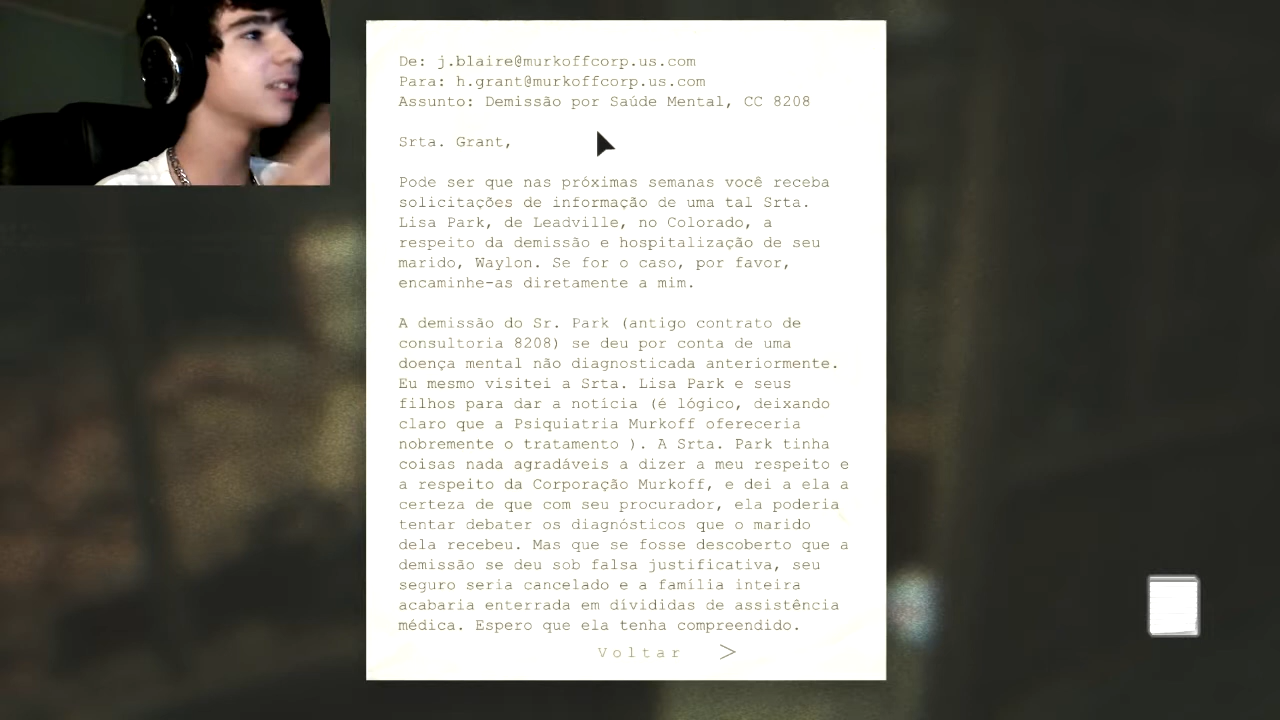 De: j.blaire@murkoffcorp.us.com
Para: h.grant@murkoffcorp.us.com
Assunto: Demissão por Saúde Mental, CC 8208
Srta. Grant,
Pode ser que nas próximas semanas você receba
solicitações de informação de uma tal Srta.
Lisa Park, de Leadville, no Colorado, a
respeito da demissão e hospitalização de seu
marido, Waylon. Se for o caso, por favor,
encaminhe-as diretamente a mim.
A demissão do Sr. Park (antigo contrato de
consultoria 8208) se deu por conta de uma
doença mental não diagnosticada anteriormente.
Eu mesmo visitei a Srta. Lisa Park e seus
filhos para dar a notícia (é lógico, deixando
claro que a Psiquiatria Murkoff ofereceria
nobremente o tratamento ). A Srta. Park tinha
coisas nada agradáveis a dizer a meu respeito e
a respeito da Corporação Murkoff, e dei a ela a
certeza de que com seu procurador, ela poderia
tentar debater os diagnósticos que o marido
dela recebeu. Mas que se fosse descoberto que a
demissão se deu sob falsa justificativa, seu
seguro seria cancelado e a família inteira
acabaria enterrada em dívididas de assistência
médica. Espero que ela tenha compreendido.
Voltar >